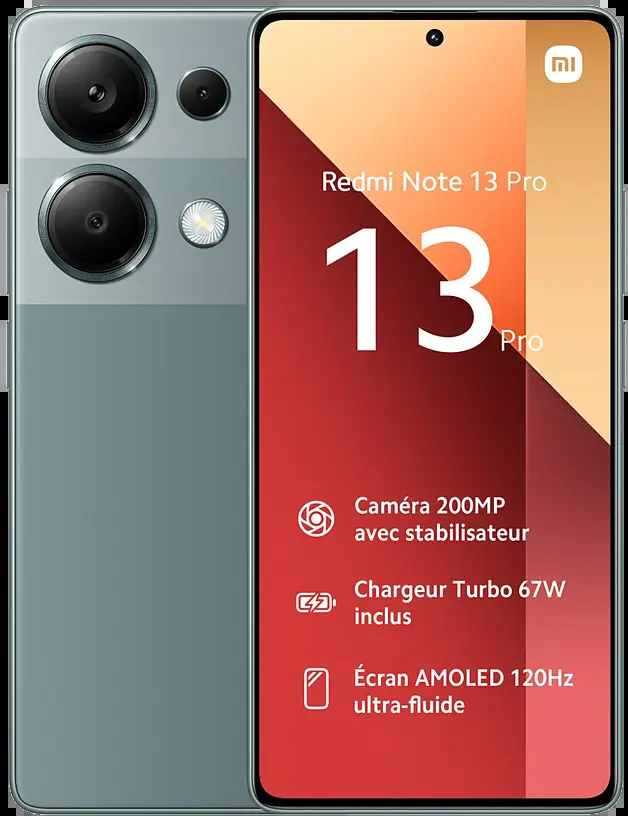 mi
Redmi Note 13 Pro
13 Pro
Caméra 200MP
avec stabilisateur
Chargeur Turbo 67W
inclus
Écran AMOLED 120Hz
ultra-fluide